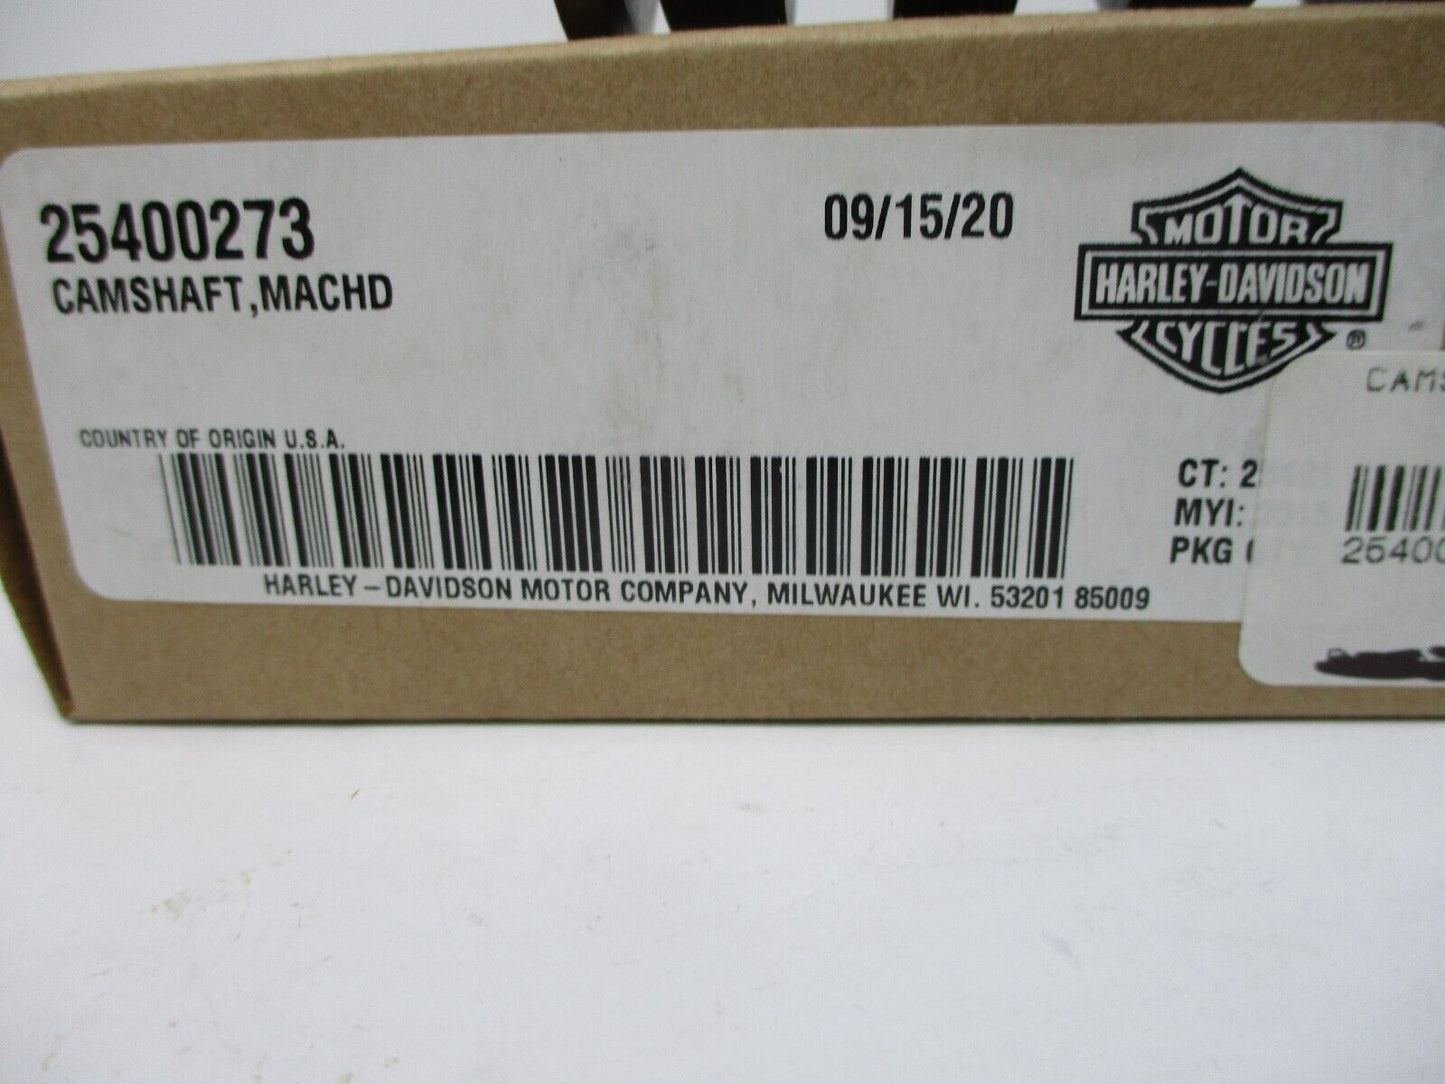 25400273
09/15/20
CAMSHAFT,MACHD
MOTOR
HARLEY-DAVIDSON
CYCLES
®
COUNTRY OF ORIGIN U.S.A.
CT: 2
MYI:
PKG
HARLEY-DAVIDSON MOTOR COMPANY, MILWAUKEE WI. 53201 85009
CAMS
25400